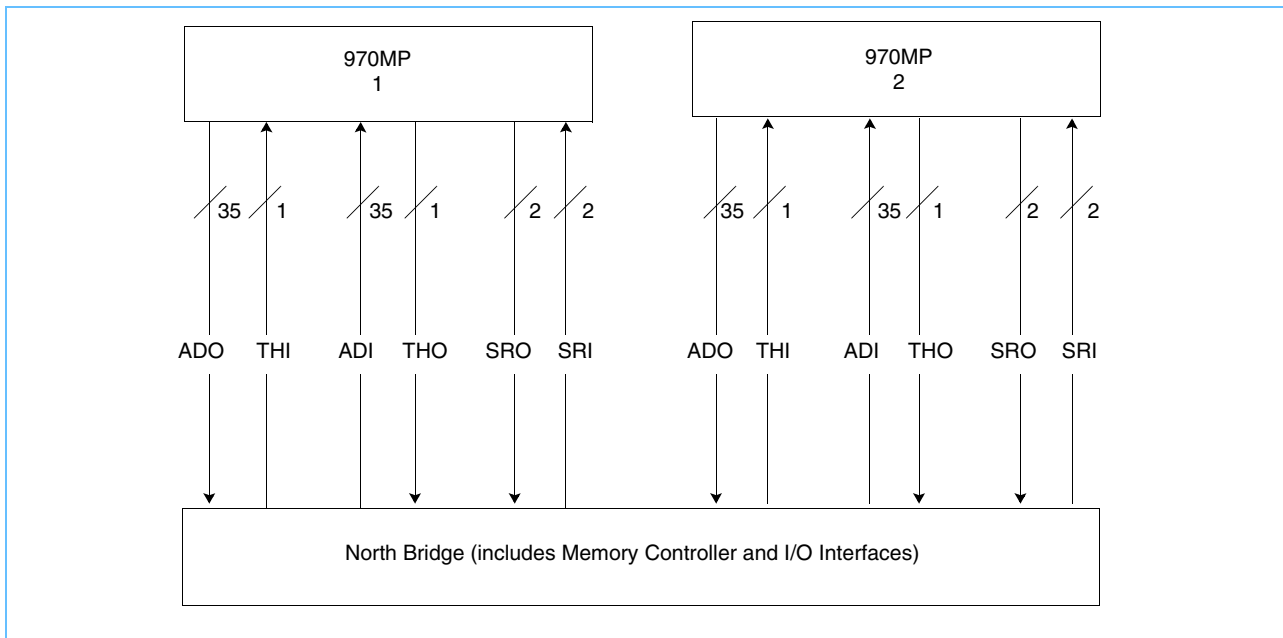 970MP
1
970MP
2
35 1 35 1 2 2
35 1 35 1 2 2
ADO THI ADI THO SRO SRI
ADO THI ADI THO SRO SRI
North Bridge (includes Memory Controller and I/O Interfaces)